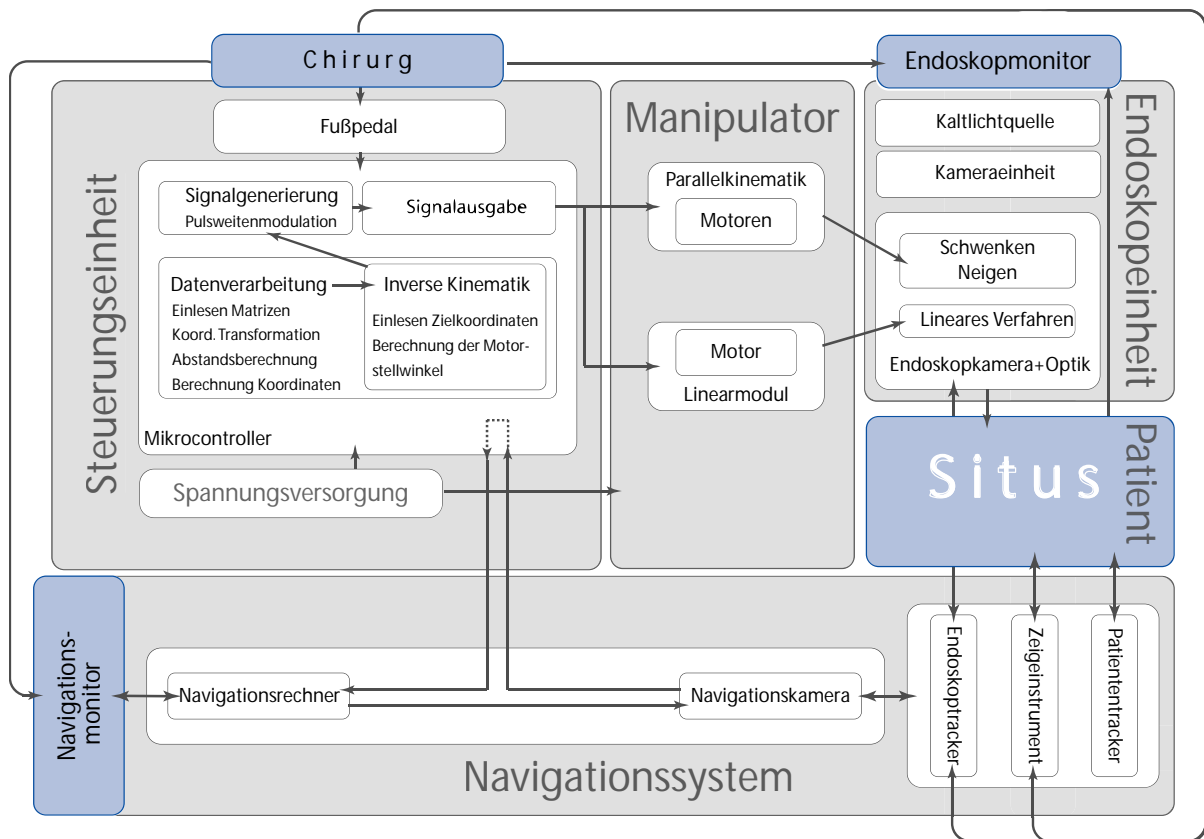 Chirurg
Endoskopmonitor
Steuerungseinheit
Fußpedal
Signalgenerierung
Pulsweitenmodulation
Signalausgabe
Datenverarbeitung
Einlesen Matrizen
Koord. Transformation
Abstandsberechnung
Berechnung Koordinaten
Inverse Kinematik
Einlesen Zielkoordinaten
Berechnung der Motor-
stellwinkel
Mikrocontroller
Spannungsversorgung
Manipulator
Parallelkinematik
Motoren
Motor
Linearmodul
Endoskopeinheit
Kaltlichtquelle
Kameraeinheit
Schwenken
Neigen
Lineares Verfahren
Endoskopkamera+Optik
Patient
Situs
Navigations-
monitor
Navigationsrechner
Navigationskamera
Endoskoptracker
Zeigeinstrument
Patiententracker
Navigationssystem